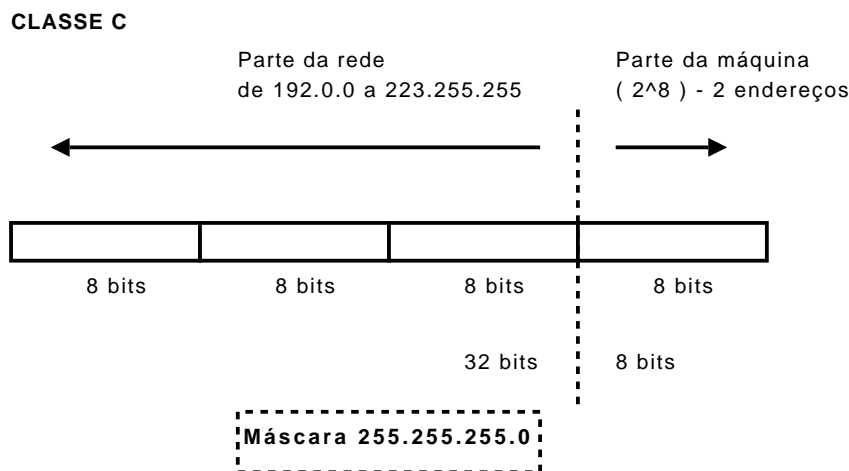 CLASSE C
Parte da rede
de 192.0.0 a 223.255.255
Parte da máquina
( 2^8 ) - 2 endereços
8 bits
8 bits
8 bits
8 bits
32 bits
8 bits
Máscara 255.255.255.0